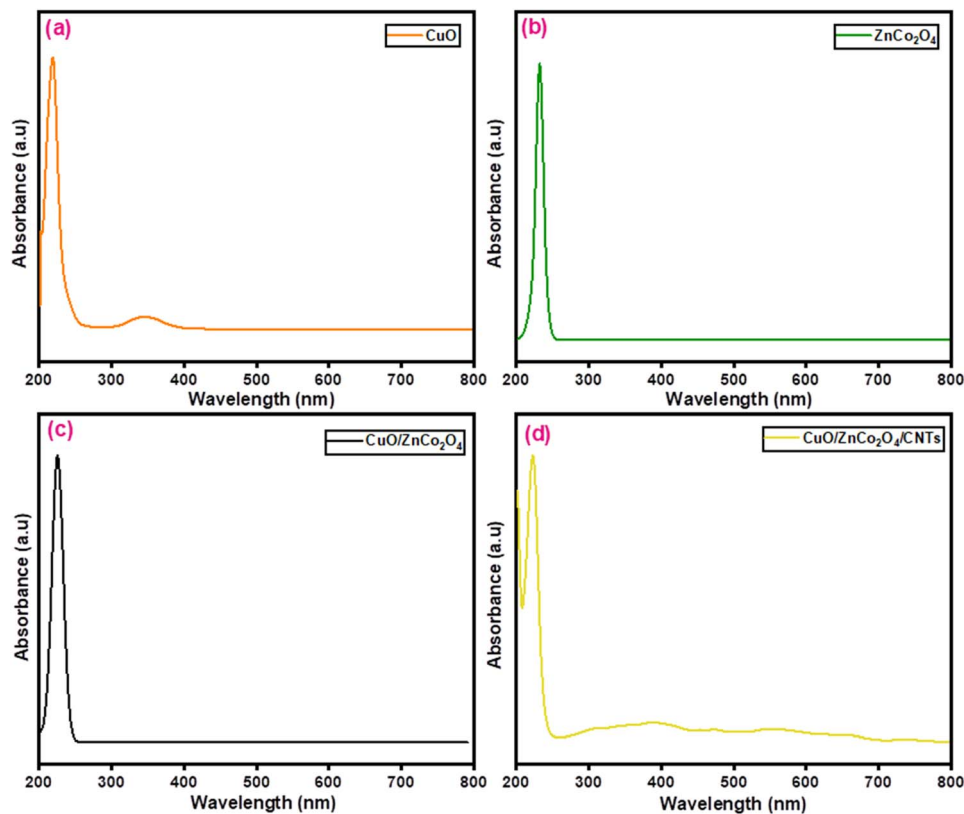 (a)
CuO
Absorbance (a.u)
200 300 400 500 600 700 800
Wavelength (nm)
(b)
ZnCo₂O₄
Absorbance (a.u)
200 300 400 500 600 700 800
Wavelength (nm)
(c)
CuO/ZnCo₂O₄
Absorbance (a.u)
200 300 400 500 600 700 800
Wavelength (nm)
(d)
CuO/ZnCo₂O₄/CNTs
Absorbance (a.u)
200 300 400 500 600 700 800
Wavelength (nm)